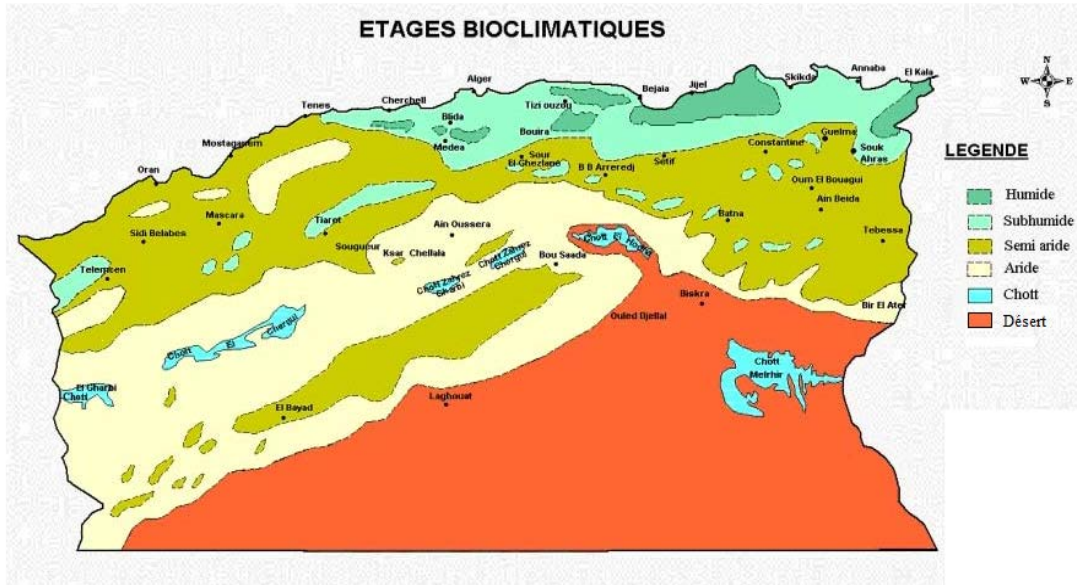 ETAGES BIOCLIMATIQUES
N
W
E
S
El Kala
Annaba
Skikda
Alger
Jijel
Bejaia
Cherchell
Tizi ouzou
Tenes
Blida
Bouira
Guelma
Mostaganem
Medea
Constantine
Souk
Ahras
Sour
El Ghezlane
Setif
Oran
B B Arreredj
Oum El Bouagui
Ain Beida
Mascara
Tiarot
Batna
Sidi Belabes
Ain Oussera
Chott El Hodna
Tebessa
Sougueur
Ksar Chellala
Chott Zahrez
Chergui
Bou Saada
Telemcen
Chott Zahrez
Gharbi
Biskra
Bir El Ater
Ouled Djellal
Chott El Chergui
Chott
Melrhir
El Gharbi
Chott
Laghouat
El Bayad
LEGENDE
Humide
Subhumide
Semi aride
Aride
Chott
Désert